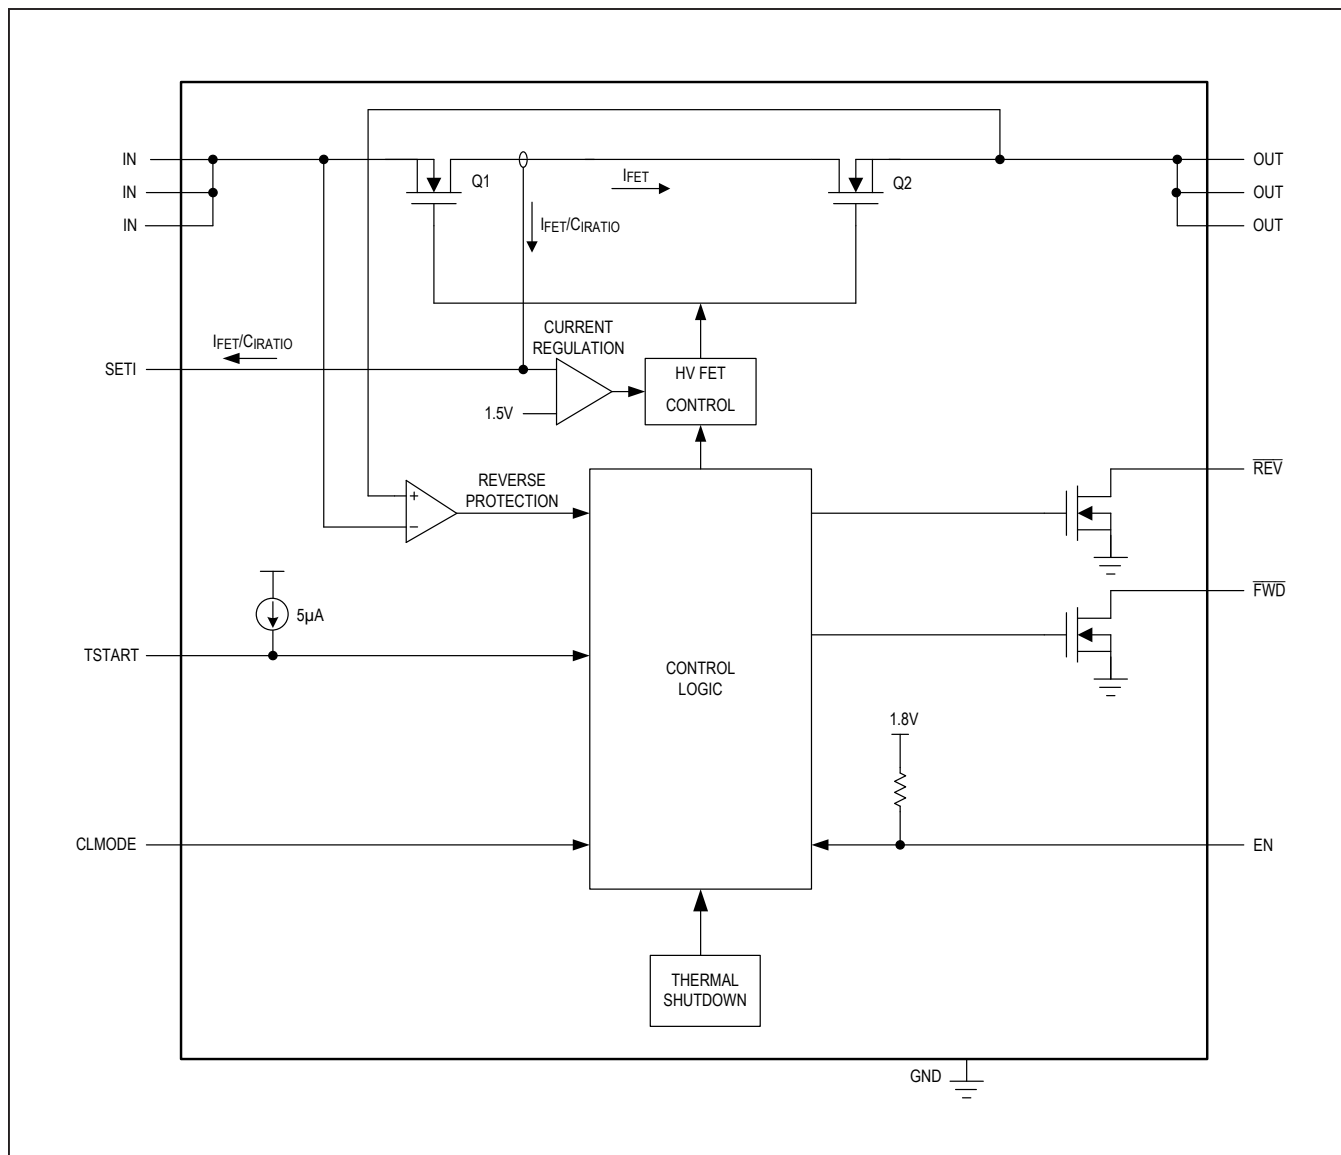 IN
OUT
Q1
IFET
Q2
IN
OUT
IN
OUT
IFET/CIRATIO
CURRENT
REGULATION
IFET/CIRATIO
SETI
HV FET
CONTROL
1.5V
REVERSE
PROTECTION
+
−
REV
5µA
FWD
TSTART
CONTROL
LOGIC
1.8V
CLMODE
EN
THERMAL
SHUTDOWN
GND